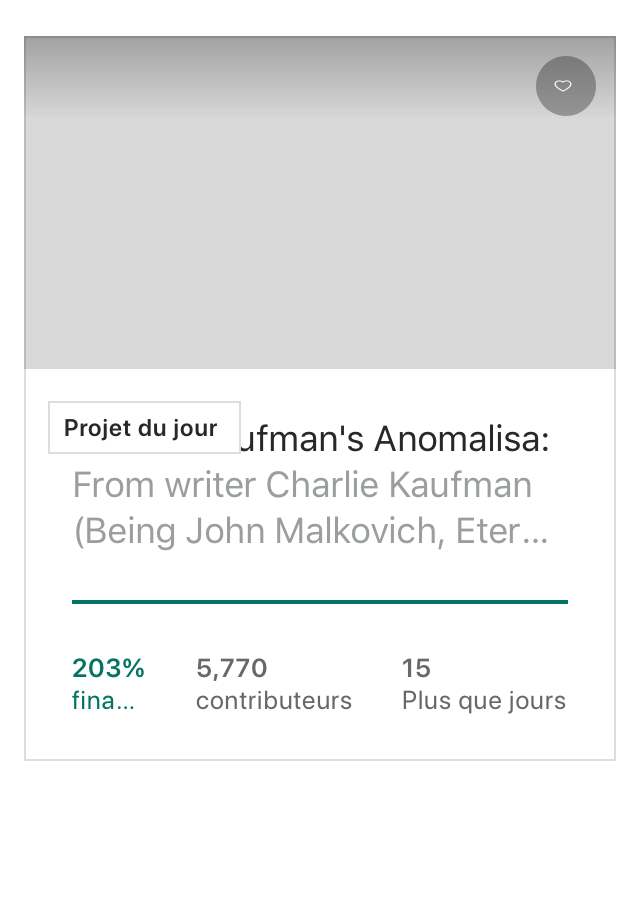 Projet du jour
ufman's Anomalisa:
From writer Charlie Kaufman
(Being John Malkovich, Eter...
203%
fina...
5,770
contributeurs
15
Plus que jours